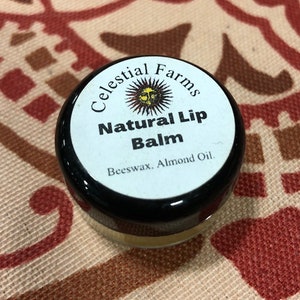 Celestial Farms
Natural Lip
Balm
Beeswax. Almond Oil.